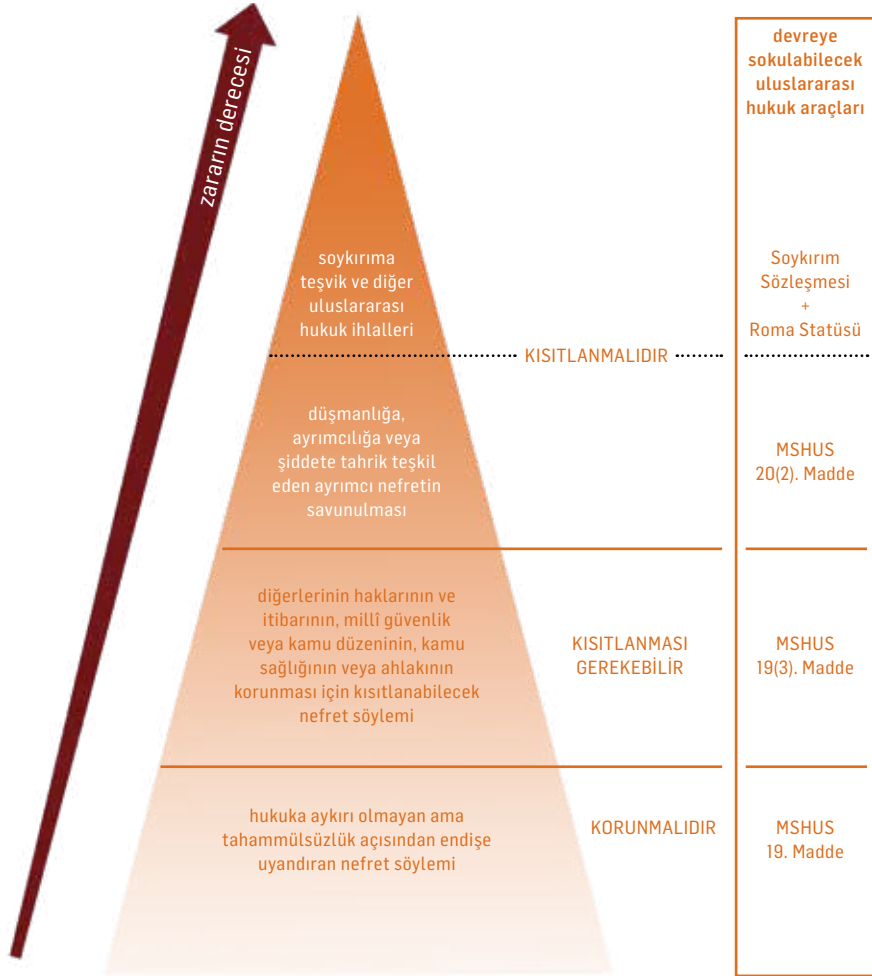 zararın derecesi
devreye
sokulabilecek
uluslararası
hukuk araçları
soykırıma
teşvik ve diğer
uluslararası
hukuk ihlalleri
Soykırım
Sözleşmesi
+
Roma Statüsü
KISITLANMALIDIR
düşmanlığa,
ayrımcılığa veya
şiddete tahrik teşkil
eden ayrımcı nefretin
savunulması
MSHUS
20(2). Madde
diğerlerinin haklarının ve
itibarının, millî güvenlik
veya kamu düzeninin, kamu
sağlığının veya ahlakının
korunması için kısıtlanabilecek
nefret söylemi
KISITLANMASI
GEREKEBİLİR
MSHUS
19(3). Madde
hukuka aykırı olmayan ama
tahammülsüzlük açısından endişe
uyandıran nefret söylemi
KORUNMALIDIR
MSHUS
19. Madde